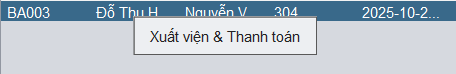 BA003 Đỗ Thu H... Nguyễn V... 304 2025-10-2...
Xuất viện & Thanh toán